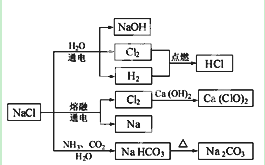 NaOH
H₂O
通电
Cl₂
点燃
HCl
H₂
NaCl
熔融
通电
Cl₂
Ca(OH)₂
Ca(ClO)₂
Na
NH₃、CO₂
H₂O
NaHCO₃
△
Na₂CO₃